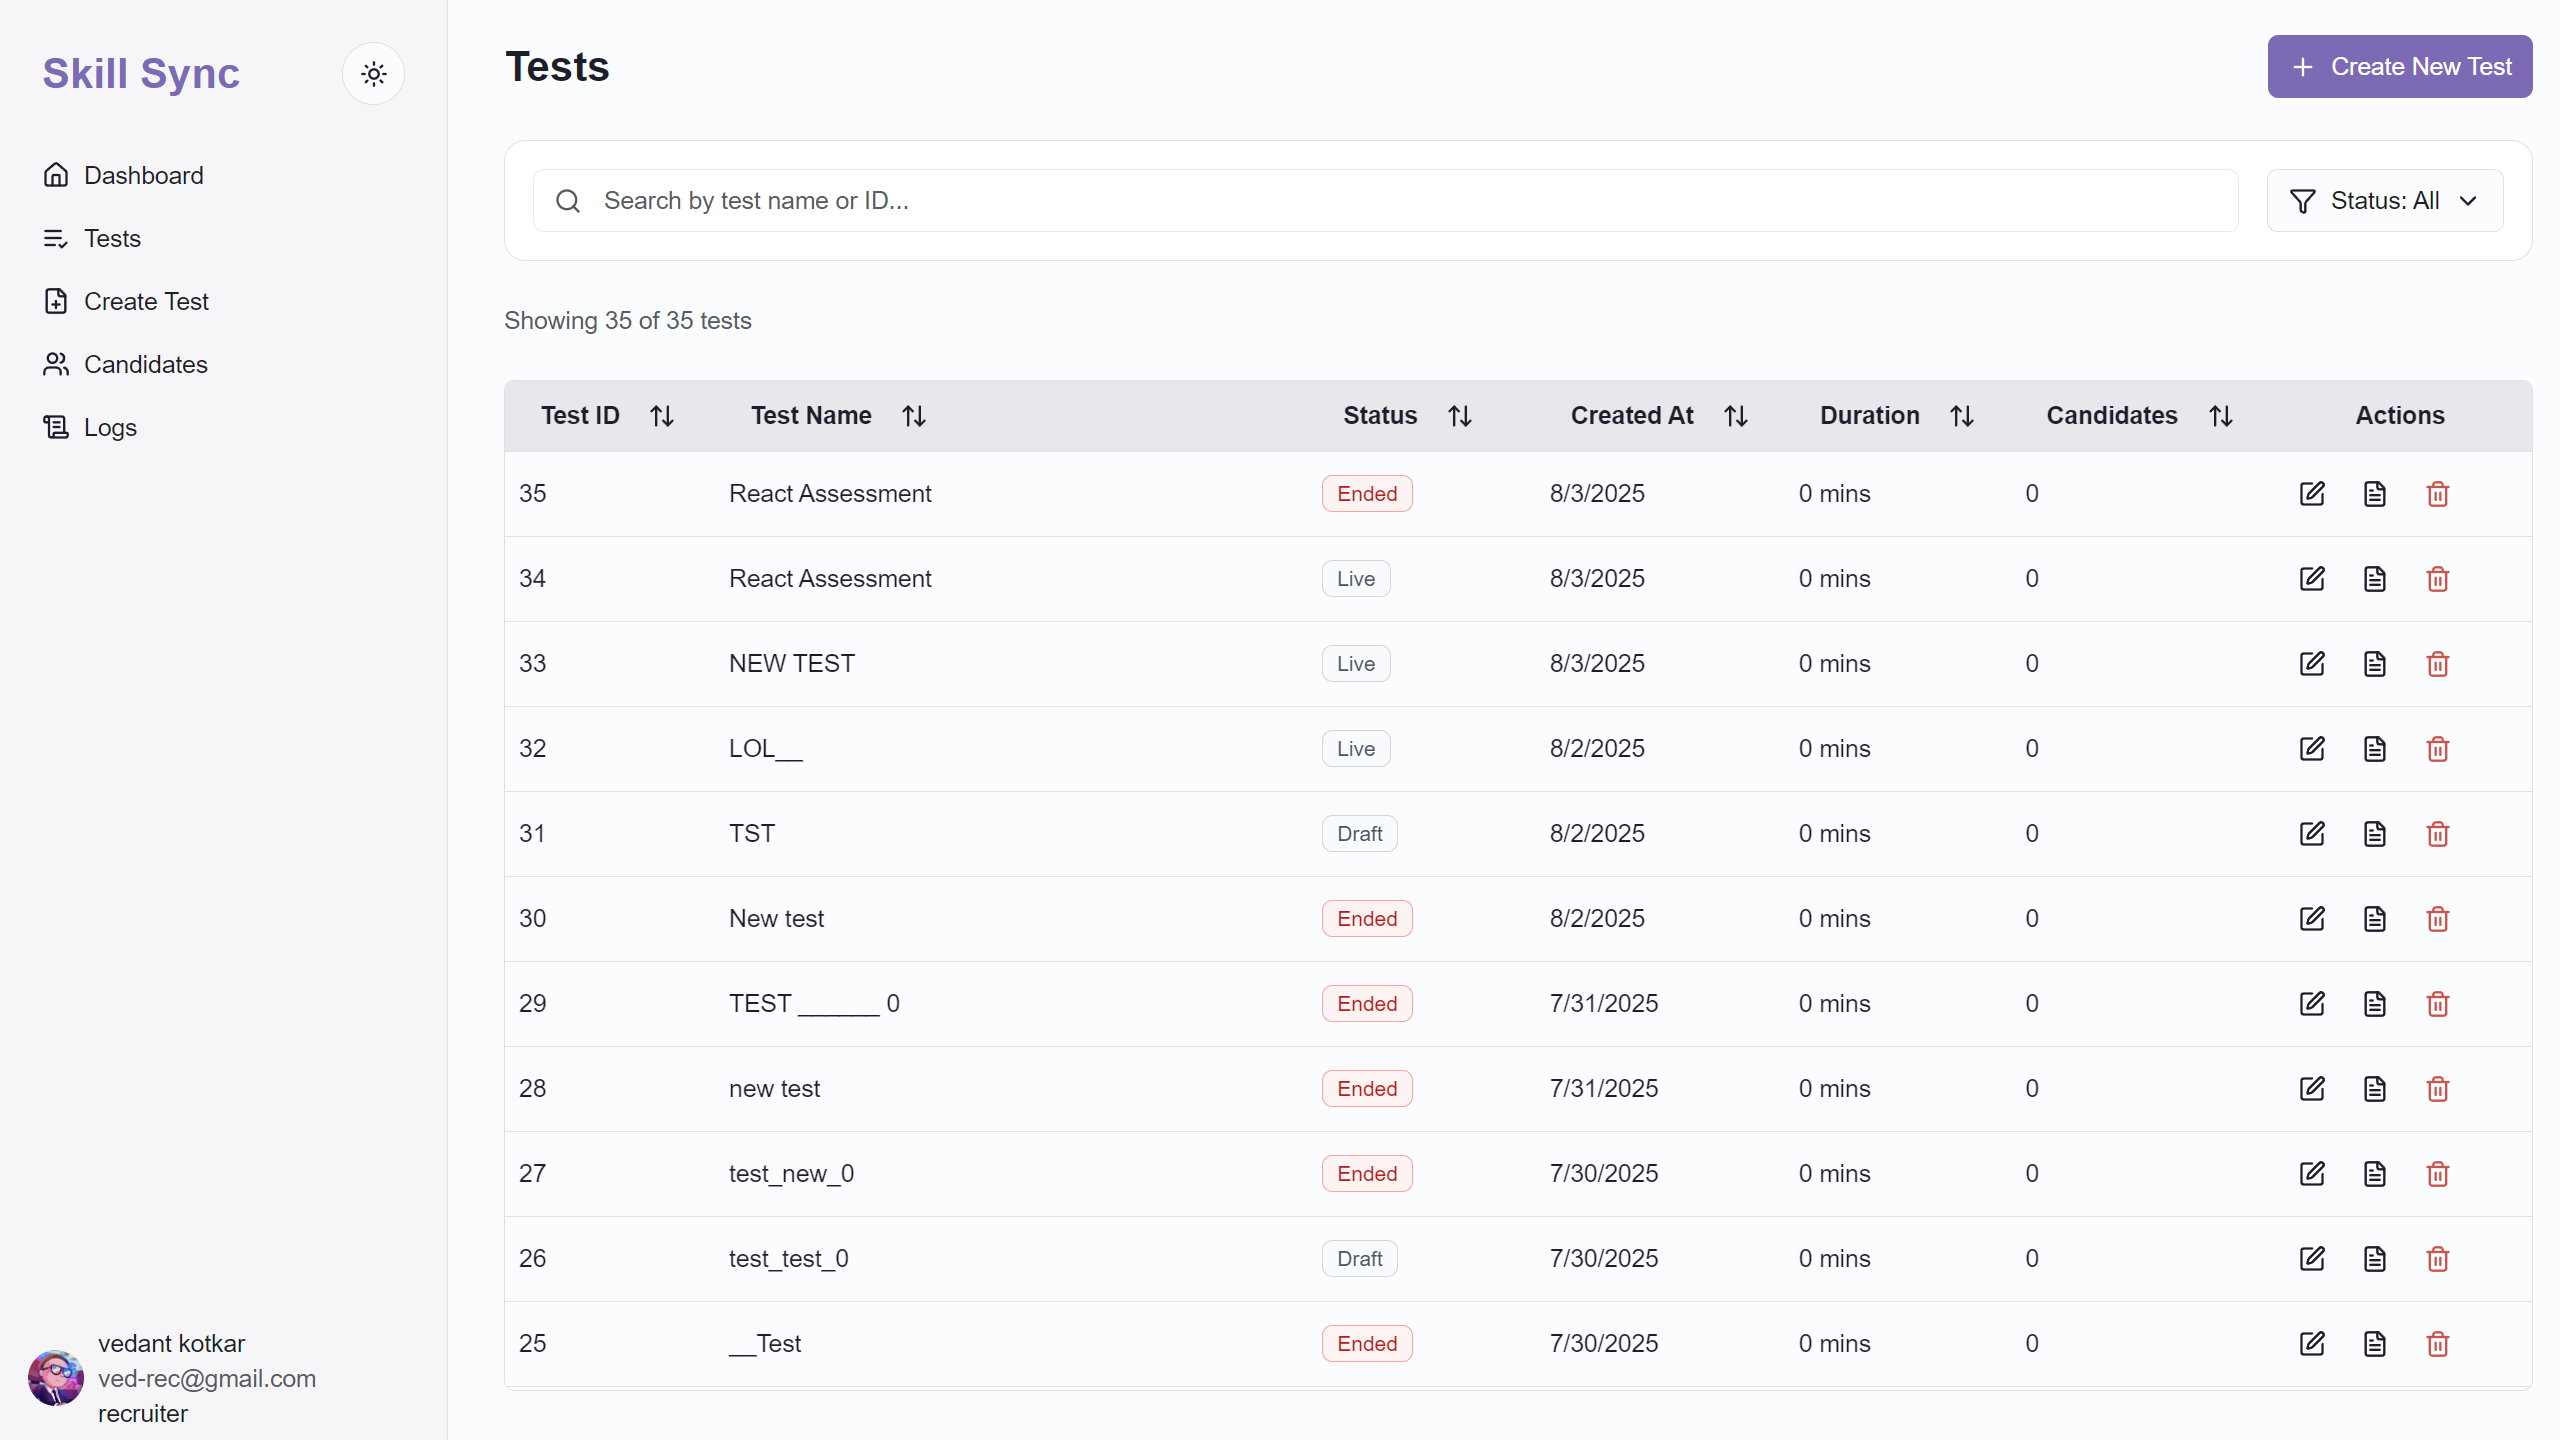 Skill Sync
Dashboard
Tests
Create Test
Candidates
Logs
vedant kotkar
ved-rec@gmail.com
recruiter
Tests
Create New Test
Search by test name or ID...
Status: All
Showing 35 of 35 tests
Test ID Test Name Status Created At Duration Candidates Actions
35 React Assessment Ended 8/3/2025 0 mins 0
34 React Assessment Live 8/3/2025 0 mins 0
33 NEW TEST Live 8/3/2025 0 mins 0
32 LOL__ Live 8/2/2025 0 mins 0
31 TST Draft 8/2/2025 0 mins 0
30 New test Ended 8/2/2025 0 mins 0
29 TEST ______ 0 Ended 7/31/2025 0 mins 0
28 new test Ended 7/31/2025 0 mins 0
27 test_new_0 Ended 7/30/2025 0 mins 0
26 test_test_0 Draft 7/30/2025 0 mins 0
25 __Test Ended 7/30/2025 0 mins 0